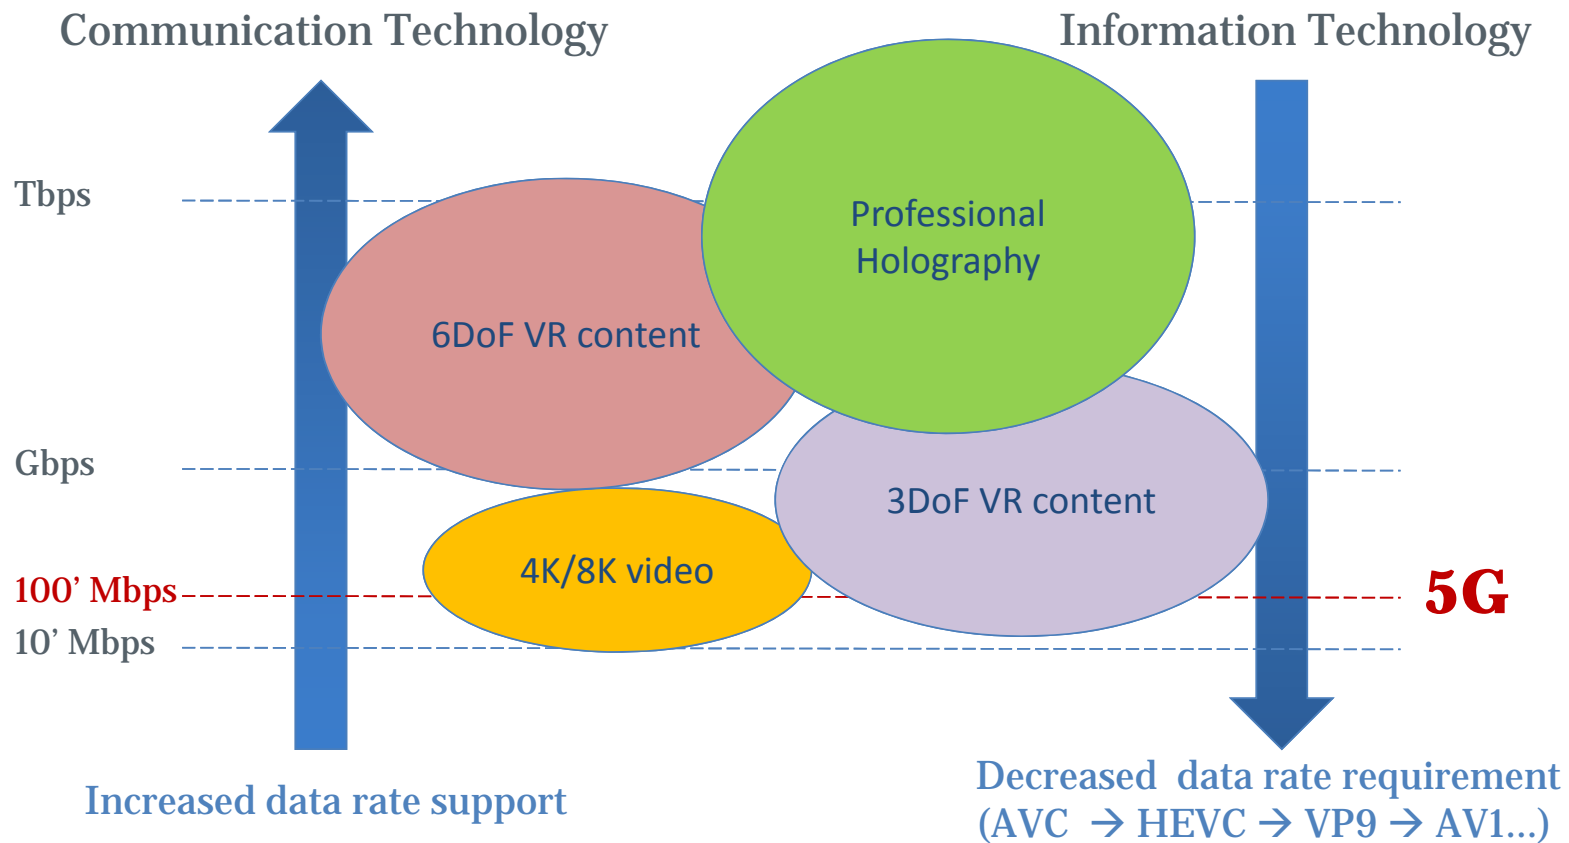 Communication Technology
Information Technology
Tbps
Professional
Holography
6DoF VR content
Gbps
3DoF VR content
4K/8K video
100’ Mbps
5G
10’ Mbps
Increased data rate support
Decreased data rate requirement
(AVC → HEVC → VP9 → AV1...)